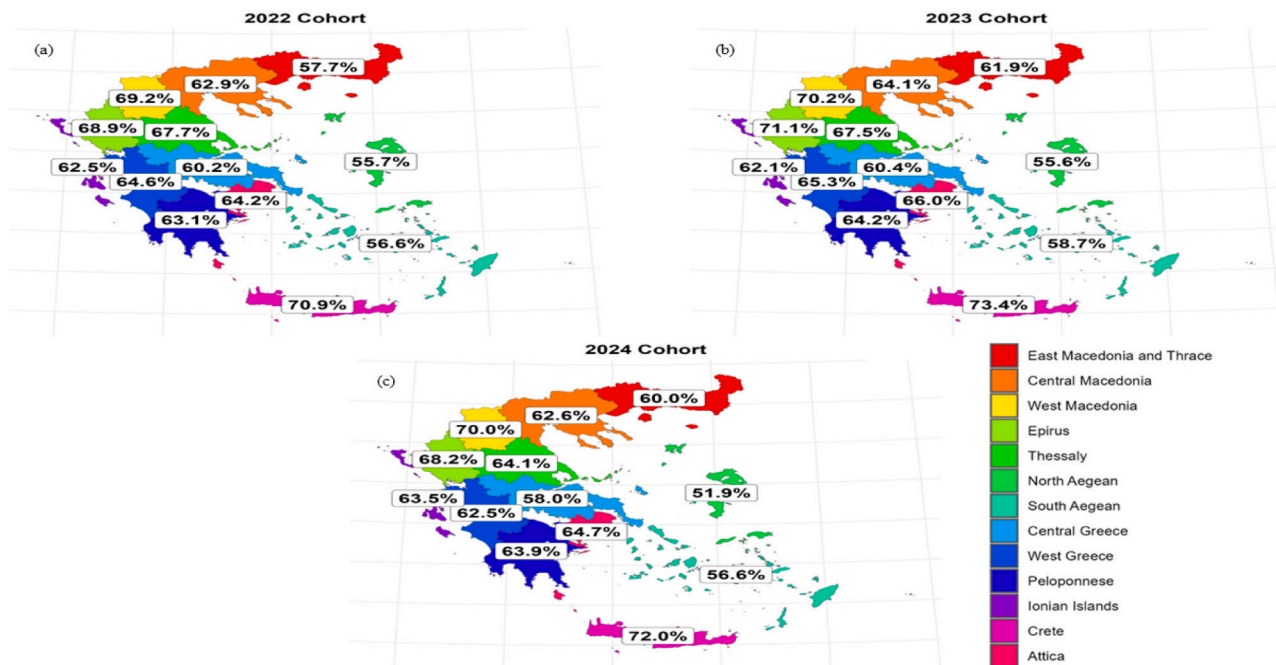 2022 Cohort
(a)
57.7%
62.9%
69.2%
68.9%
67.7%
55.7%
62.5%
60.2%
64.6%
64.2%
63.1%
56.6%
70.9%
2023 Cohort
(b)
61.9%
64.1%
70.2%
71.1%
67.5%
55.6%
62.1%
60.4%
65.3%
66.0%
64.2%
58.7%
73.4%
2024 Cohort
(c)
60.0%
62.6%
70.0%
68.2%
64.1%
51.9%
63.5%
58.0%
62.5%
64.7%
63.9%
56.6%
72.0%
East Macedonia and Thrace
Central Macedonia
West Macedonia
Epirus
Thessaly
North Aegean
South Aegean
Central Greece
West Greece
Peloponnese
Ionian Islands
Crete
Attica